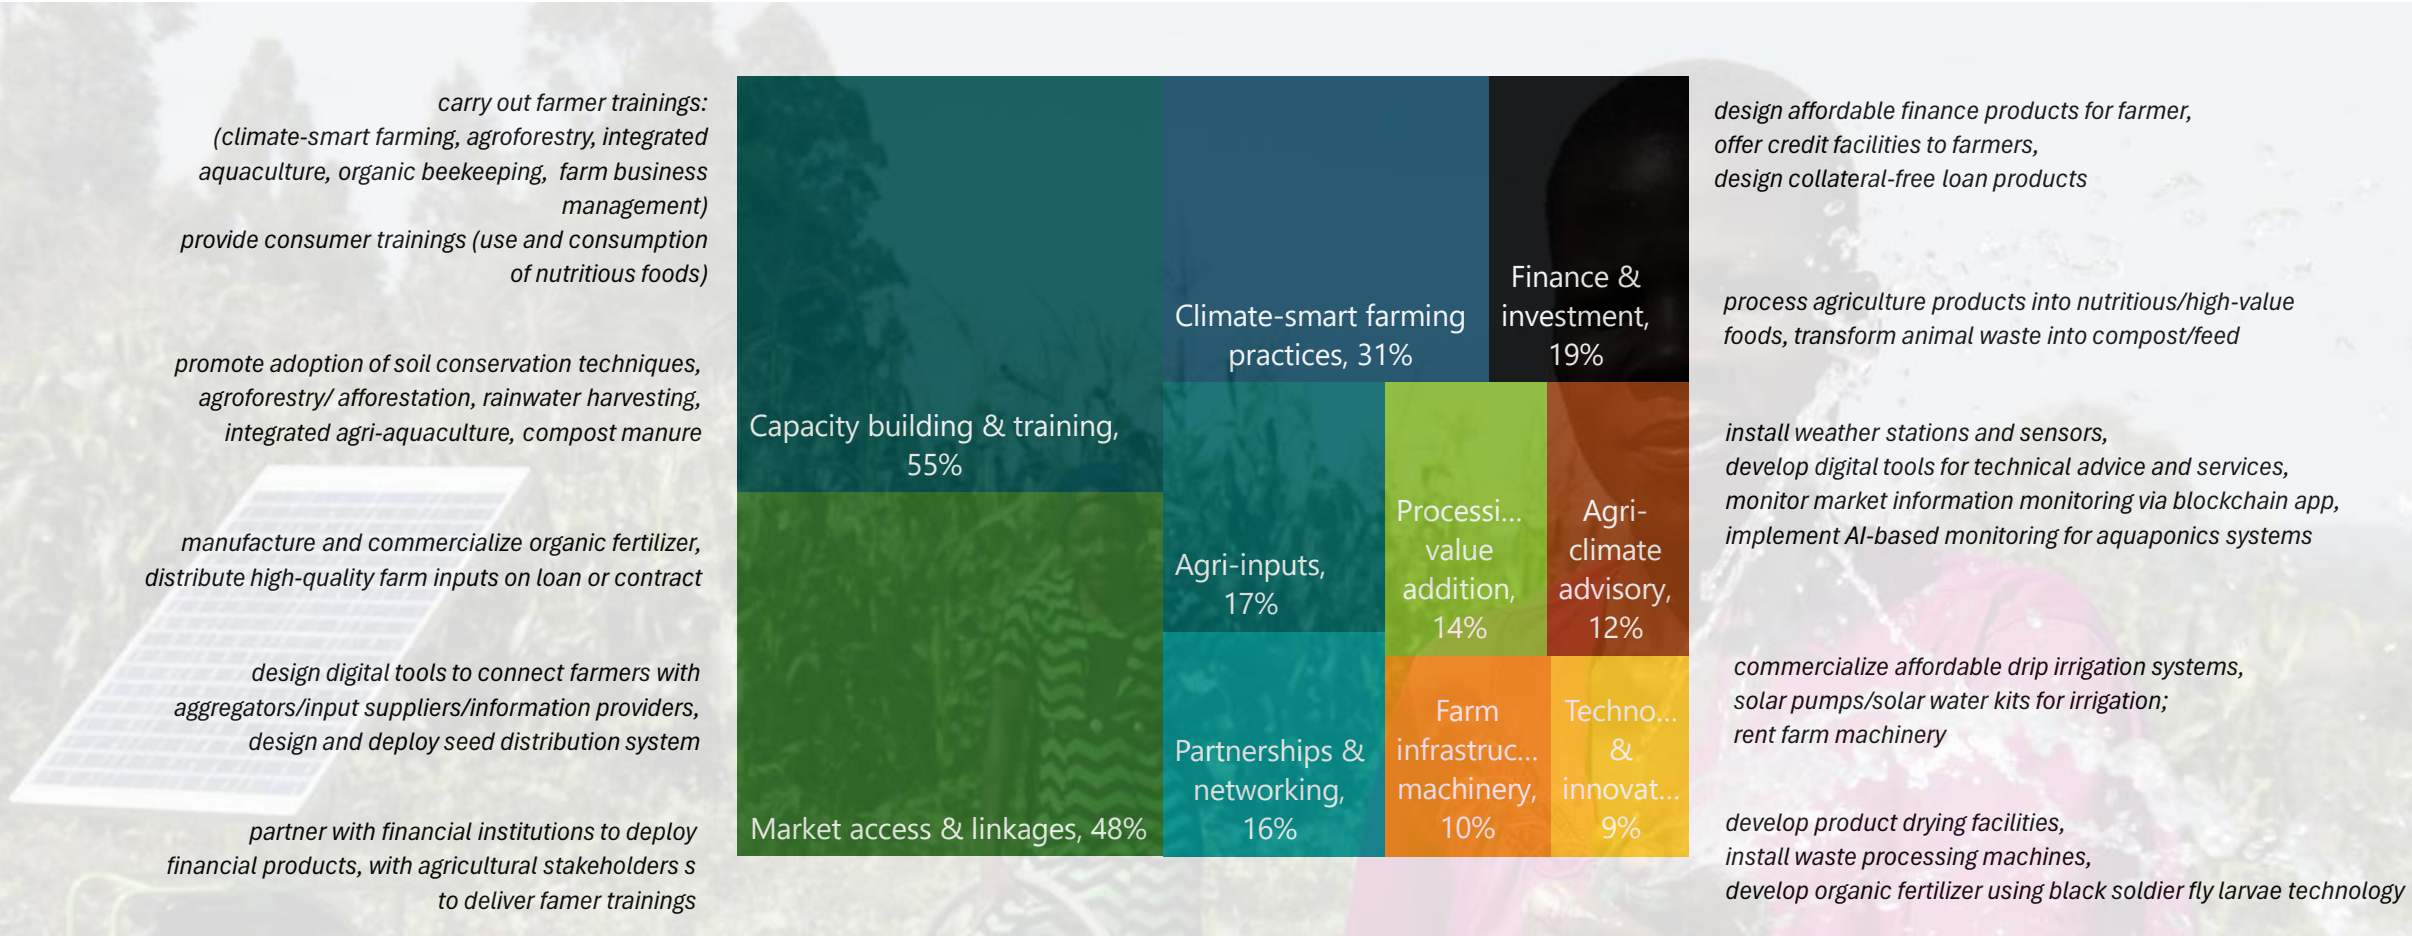 carry out farmer trainings:
(climate-smart farming, agroforestry, integrated
aquaculture, organic beekeeping, farm business
management)
provide consumer trainings (use and consumption
of nutritious foods)
promote adoption of soil conservation techniques,
agroforestry/ afforestation, rainwater harvesting,
integrated agri-aquaculture, compost manure
manufacture and commercialize organic fertilizer,
distribute high-quality farm inputs on loan or contract
design digital tools to connect farmers with
aggregators/input suppliers/information providers,
design and deploy seed distribution system
partner with financial institutions to deploy
financial products, with agricultural stakeholders s
to deliver famer trainings
Capacity building & training,
55%
Market access & linkages, 48%
Climate-smart farming
practices, 31%
Finance &
investment,
19%
Agri-inputs,
17%
Processi...
value
addition,
14%
Agri-
climate
advisory,
12%
Partnerships &
networking,
16%
Farm
infrastruc...
machinery,
10%
Techno...
&
innovat...
9%
design affordable finance products for farmer,
offer credit facilities to farmers,
design collateral-free loan products
process agriculture products into nutritious/high-value
foods, transform animal waste into compost/feed
install weather stations and sensors,
develop digital tools for technical advice and services,
monitor market information monitoring via blockchain app,
implement AI-based monitoring for aquaponics systems
commercialize affordable drip irrigation systems,
solar pumps/solar water kits for irrigation;
rent farm machinery
develop product drying facilities,
install waste processing machines,
develop organic fertilizer using black soldier fly larvae technology